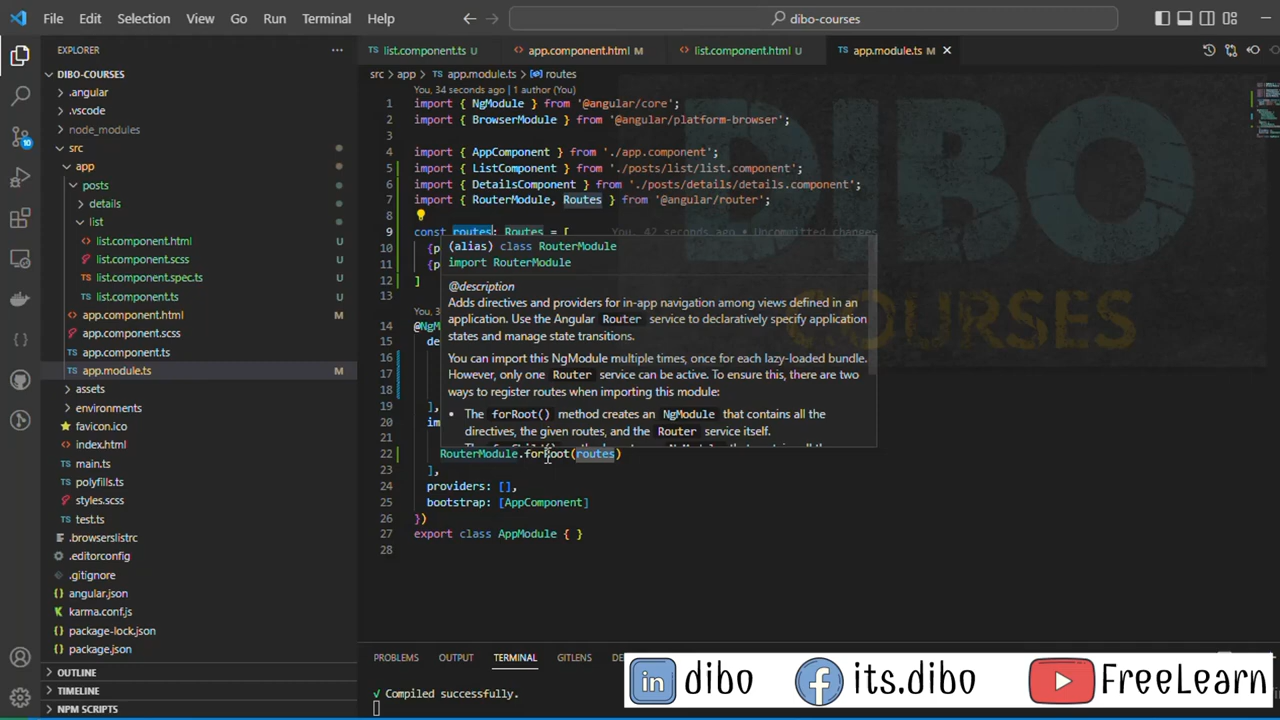 File Edit Selection View Go Run Terminal Help
dibo-courses
EXPLORER
DIBO-COURSES
.angular
.vscode
node_modules
src
app
posts
details
list
list.component.html
list.component.scss
list.component.spec.ts
list.component.ts
app.component.html M
app.component.scss
app.component.ts
app.module.ts M
assets
environments
favicon.ico
index.html
main.ts
polyfills.ts
styles.scss
test.ts
.browserslistrc
.editorconfig
.gitignore
angular.json
karma.conf.js
package-lock.json
package.json
OUTLINE
TIMELINE
NPM SCRIPTS
TS list.component.ts U
app.component.html M
list.component.html U
TS app.module.ts M
src > app > TS app.module.ts > routes
You, 34 seconds ago | 1 author (You)
1 import { NgModule } from '@angular/core';
2 import { BrowserModule } from '@angular/platform-browser';
3
4 import { AppComponent } from './app.component';
5 import { ListComponent } from './posts/list/list.component';
6 import { DetailsComponent } from './posts/details/details.component';
7 import { RouterModule, Routes } from '@angular/router';
8
9 const routes: Routes = [ You, 42 seconds ago • Uncommitted changes
10 {p
11 {p
12 ]
13
You, 3
14 @NgM
15 de
16
17
18
19 ],
20 im
21
22 RouterModule.forRoot(routes)
23 ],
24 providers: [],
25 bootstrap: [AppComponent]
26 })
27 export class AppModule { }
28
(alias) class RouterModule
import RouterModule
@description
Adds directives and providers for in-app navigation among views defined in an
application. Use the Angular Router service to declaratively specify application
states and manage state transitions.
You can import this NgModule multiple times, once for each lazy-loaded bundle.
However, only one Router service can be active. To ensure this, there are two
ways to register routes when importing this module:
• The forRoot() method creates an NgModule that contains all the
directives, the given routes, and the Router service itself.
DIBO
COURSES
PROBLEMS OUTPUT TERMINAL GITLENS DE
✓ Compiled successfully.
in dibo
its.dibo
FreeLearn